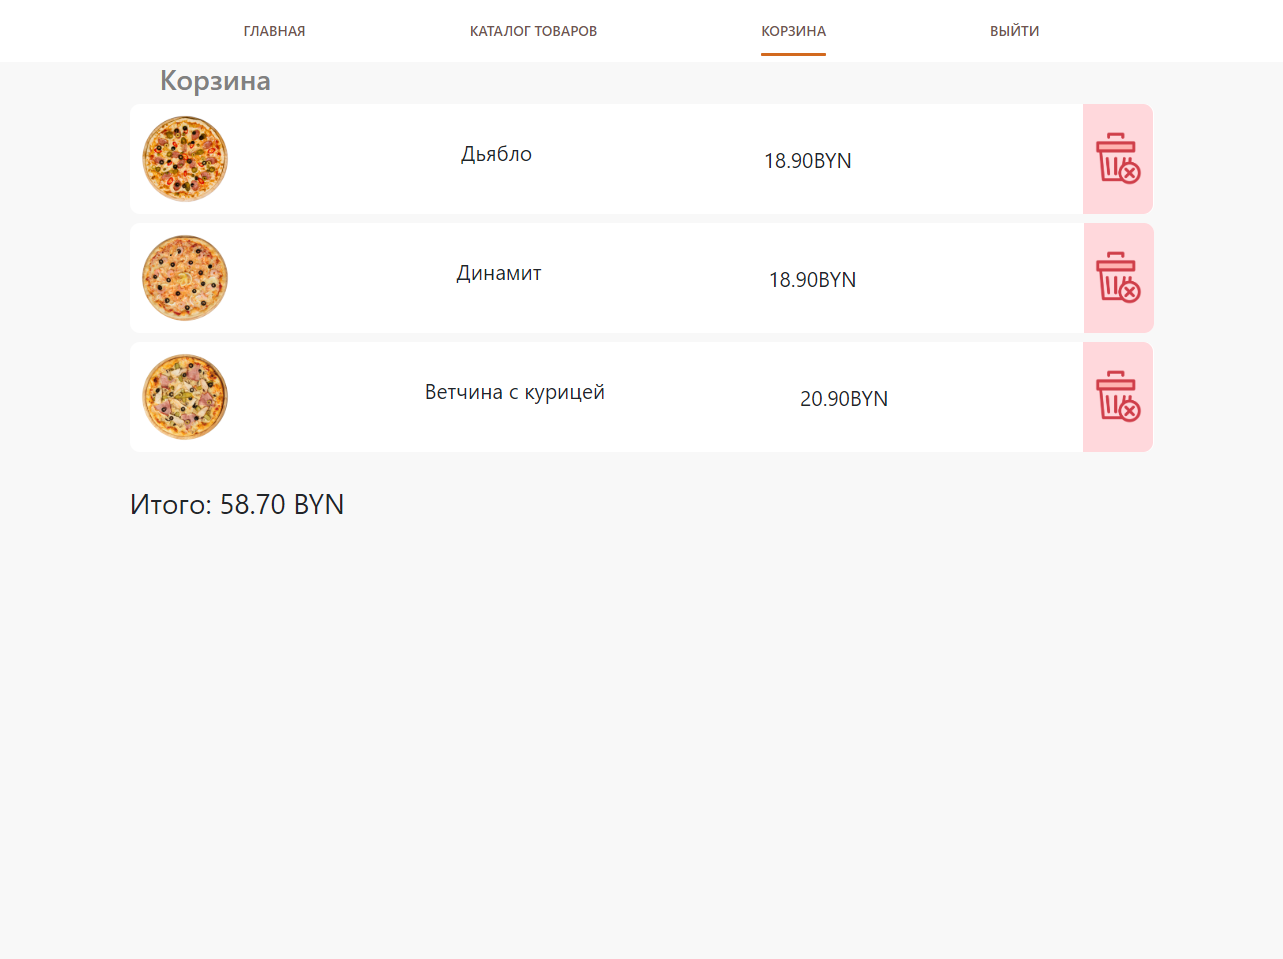 ГЛАВНАЯ КАТАЛОГ ТОВАРОВ КОРЗИНА ВЫЙТИ
Корзина
Дьябло 18.90BYN
Динамит 18.90BYN
Ветчина с курицей 20.90BYN
Итого: 58.70 BYN